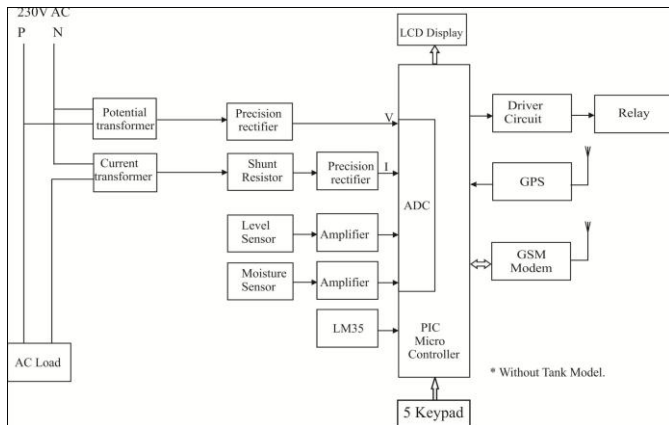 230V AC
P N
LCD Display
Potential
transformer
Precision
rectifier
V
Driver
Circuit
Relay
Current
transformer
Shunt
Resistor
Precision
rectifier
I
ADC
GPS
Level
Sensor
Amplifier
GSM
Modem
Moisture
Sensor
Amplifier
LM35
PIC
Micro
Controller
AC Load
* Without Tank Model.
5 Keypad